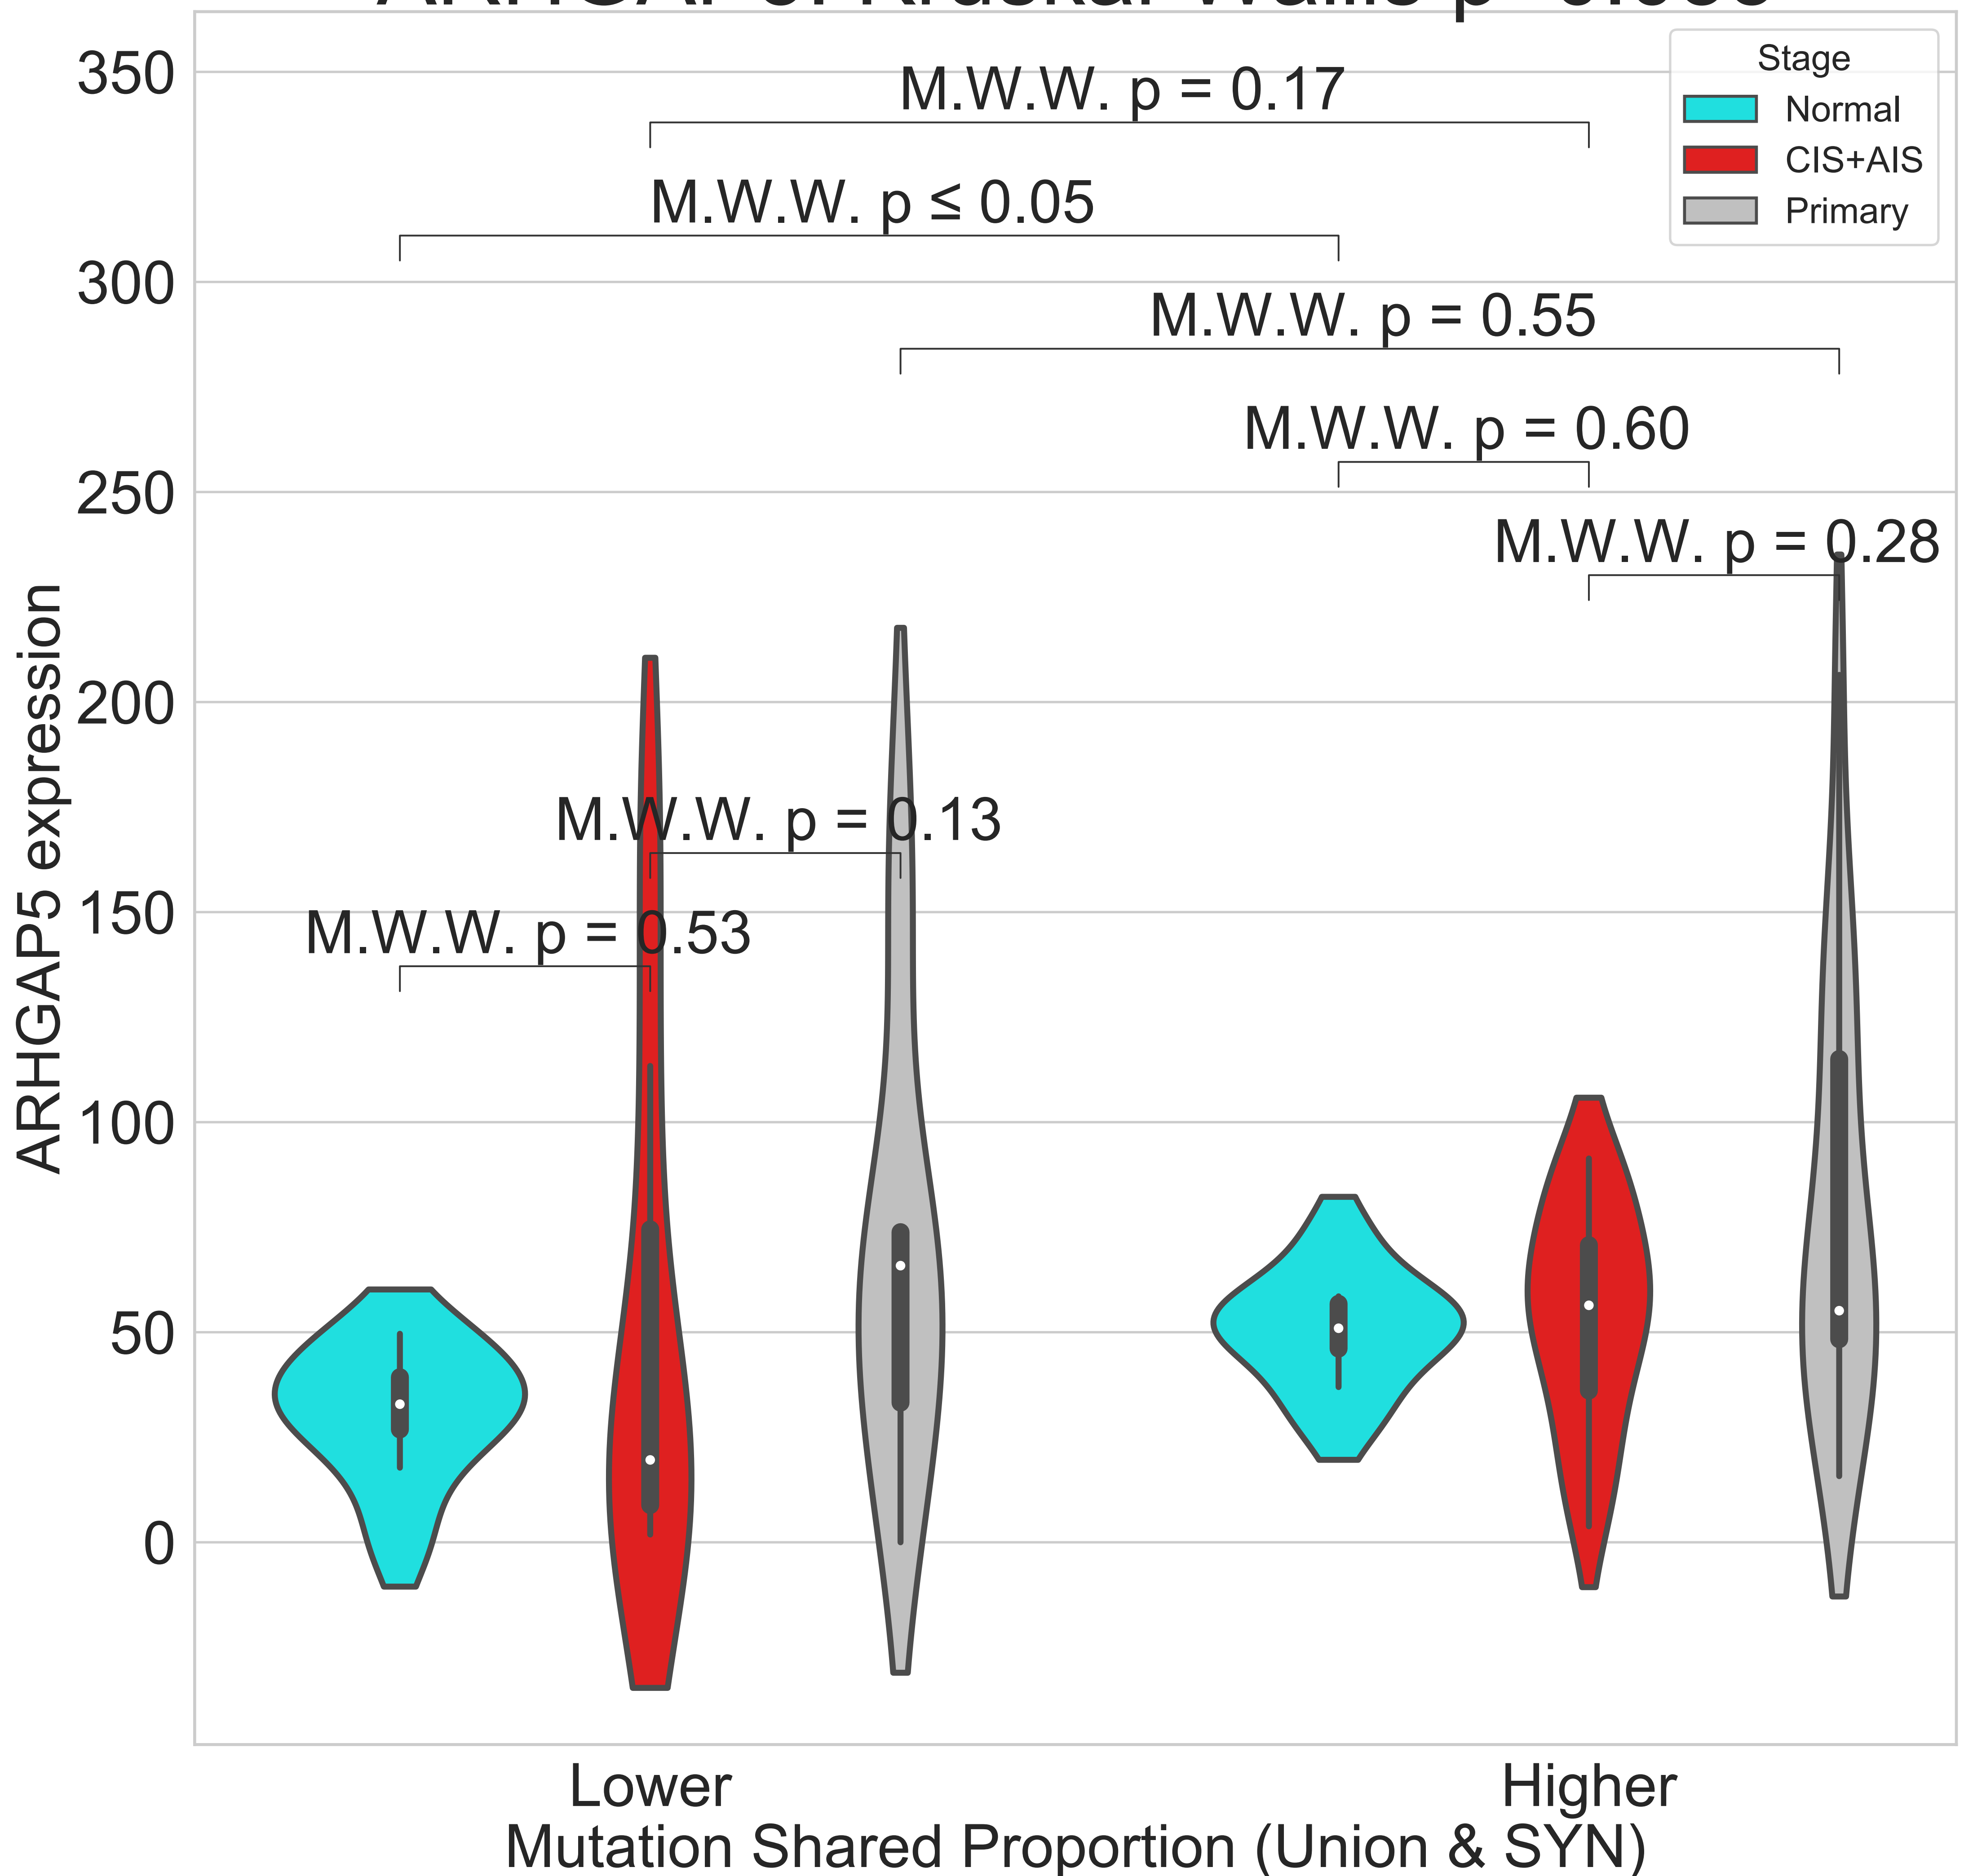 Stage
Normal
CIS+AIS
Primary
350
300
250
200
150
100
50
0
M.W.W. p = 0.17
M.W.W. p ≤ 0.05
M.W.W. p = 0.55
M.W.W. p = 0.60
M.W.W. p = 0.28
M.W.W. p = 0.13
M.W.W. p = 0.53
ARHGAP5 expression
Lower
Higher
Mutation Shared Proportion (Union & SYN)